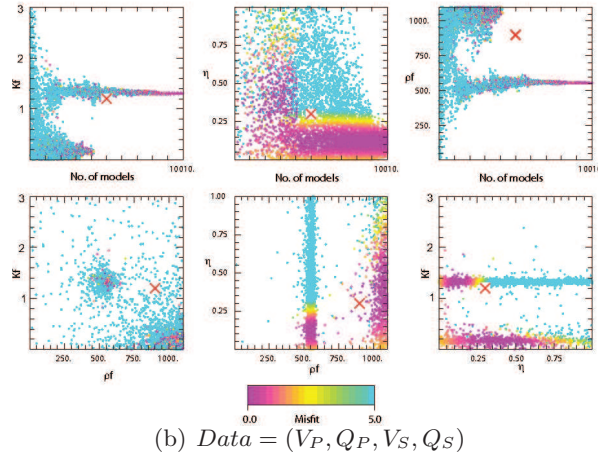 3
2
1
Kf
No. of models
10010.
1.00
0.75
0.50
0.25
η
No. of models
10010.
1000.
750.
500.
250.
ρf
No. of models
10010.
3
2
1
Kf
250.
500.
750.
1000.
ρf
1.00
0.75
0.50
0.25
η
250.
500.
750.
1000.
ρf
3
2
1
Kf
0.25
0.50
0.75
η
0.0
Misfit
5.0
(b) Data = (V_P, Q_P, V_S, Q_S)